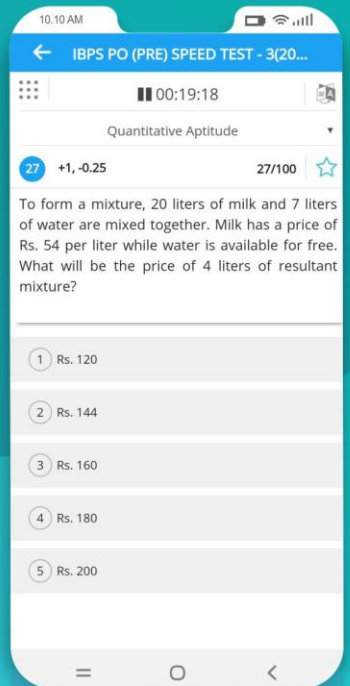 10.10 AM
IBPS PO (PRE) SPEED TEST - 3(20...
00:19:18
Quantitative Aptitude
27 +1, -0.25 27/100
To form a mixture, 20 liters of milk and 7 liters
of water are mixed together. Milk has a price of
Rs. 54 per liter while water is available for free.
What will be the price of 4 liters of resultant
mixture?
1 Rs. 120
2 Rs. 144
3 Rs. 160
4 Rs. 180
5 Rs. 200